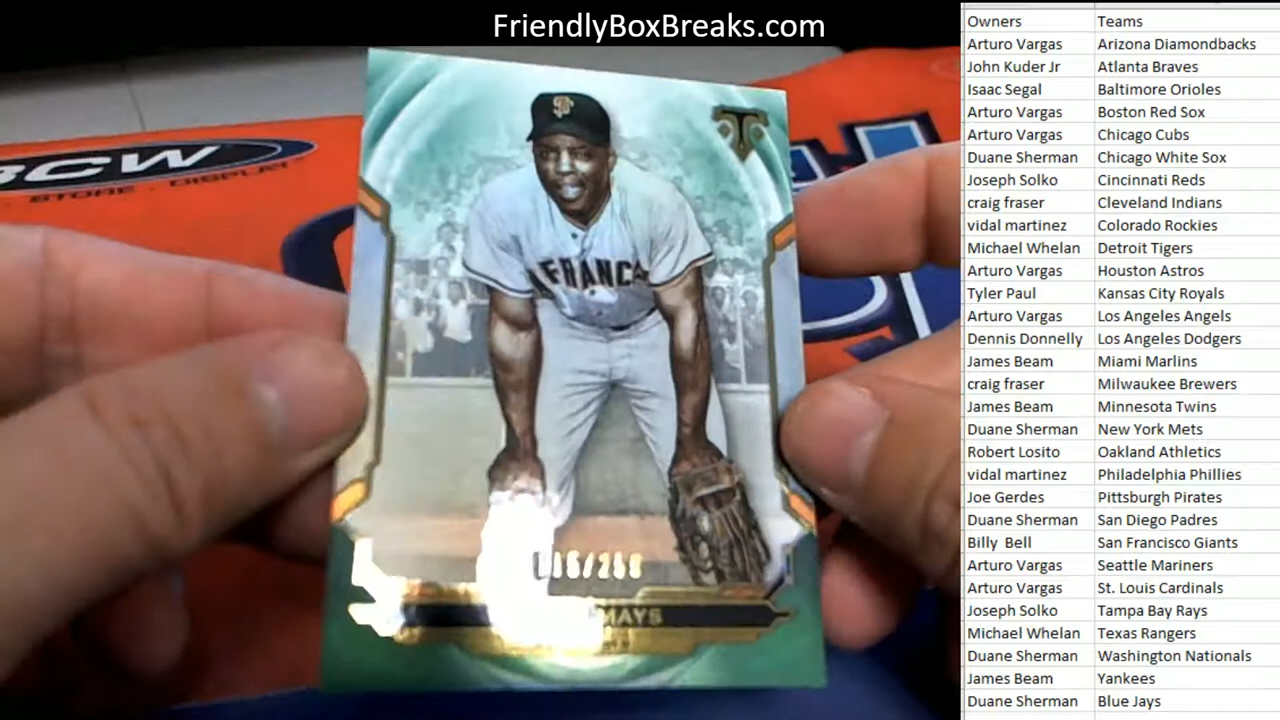 FriendlyBoxBreaks.com
BCW
STORE · DISPLAY
SF
T
FRANC
/25
MAYS
Owners Teams
Arturo Vargas Arizona Diamondbacks
John Kuder Jr Atlanta Braves
Isaac Segal Baltimore Orioles
Arturo Vargas Boston Red Sox
Arturo Vargas Chicago Cubs
Duane Sherman Chicago White Sox
Joseph Solko Cincinnati Reds
craig fraser Cleveland Indians
vidal martinez Colorado Rockies
Michael Whelan Detroit Tigers
Arturo Vargas Houston Astros
Tyler Paul Kansas City Royals
Arturo Vargas Los Angeles Angels
Dennis Donnelly Los Angeles Dodgers
James Beam Miami Marlins
craig fraser Milwaukee Brewers
James Beam Minnesota Twins
Duane Sherman New York Mets
Robert Losito Oakland Athletics
vidal martinez Philadelphia Phillies
Joe Gerdes Pittsburgh Pirates
Duane Sherman San Diego Padres
Billy Bell San Francisco Giants
Arturo Vargas Seattle Mariners
Arturo Vargas St. Louis Cardinals
Joseph Solko Tampa Bay Rays
Michael Whelan Texas Rangers
Duane Sherman Washington Nationals
James Beam Yankees
Duane Sherman Blue Jays